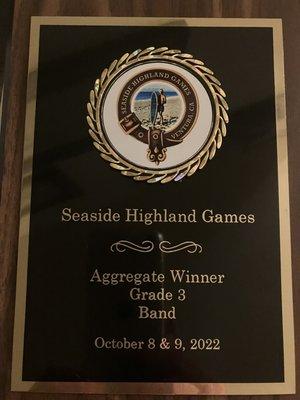 SEASIDE HIGHLAND GAMES
VENTURA, CA
Seaside Highland Games
Aggregate Winner
Grade 3
Band
October 8 & 9, 2022